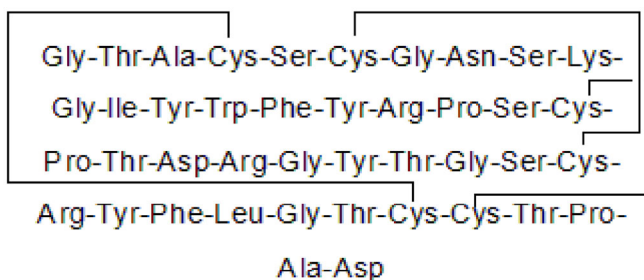 Gly-Thr-Ala-Cys-Ser-Cys-Gly-Asn-Ser-Lys-
Gly-Ile-Tyr-Trp-Phe-Tyr-Arg-Pro-Ser-Cys-
Pro-Thr-Asp-Arg-Gly-Tyr-Thr-Gly-Ser-Cys-
Arg-Tyr-Phe-Leu-Gly-Thr-Cys-Cys-Thr-Pro-
Ala-Asp